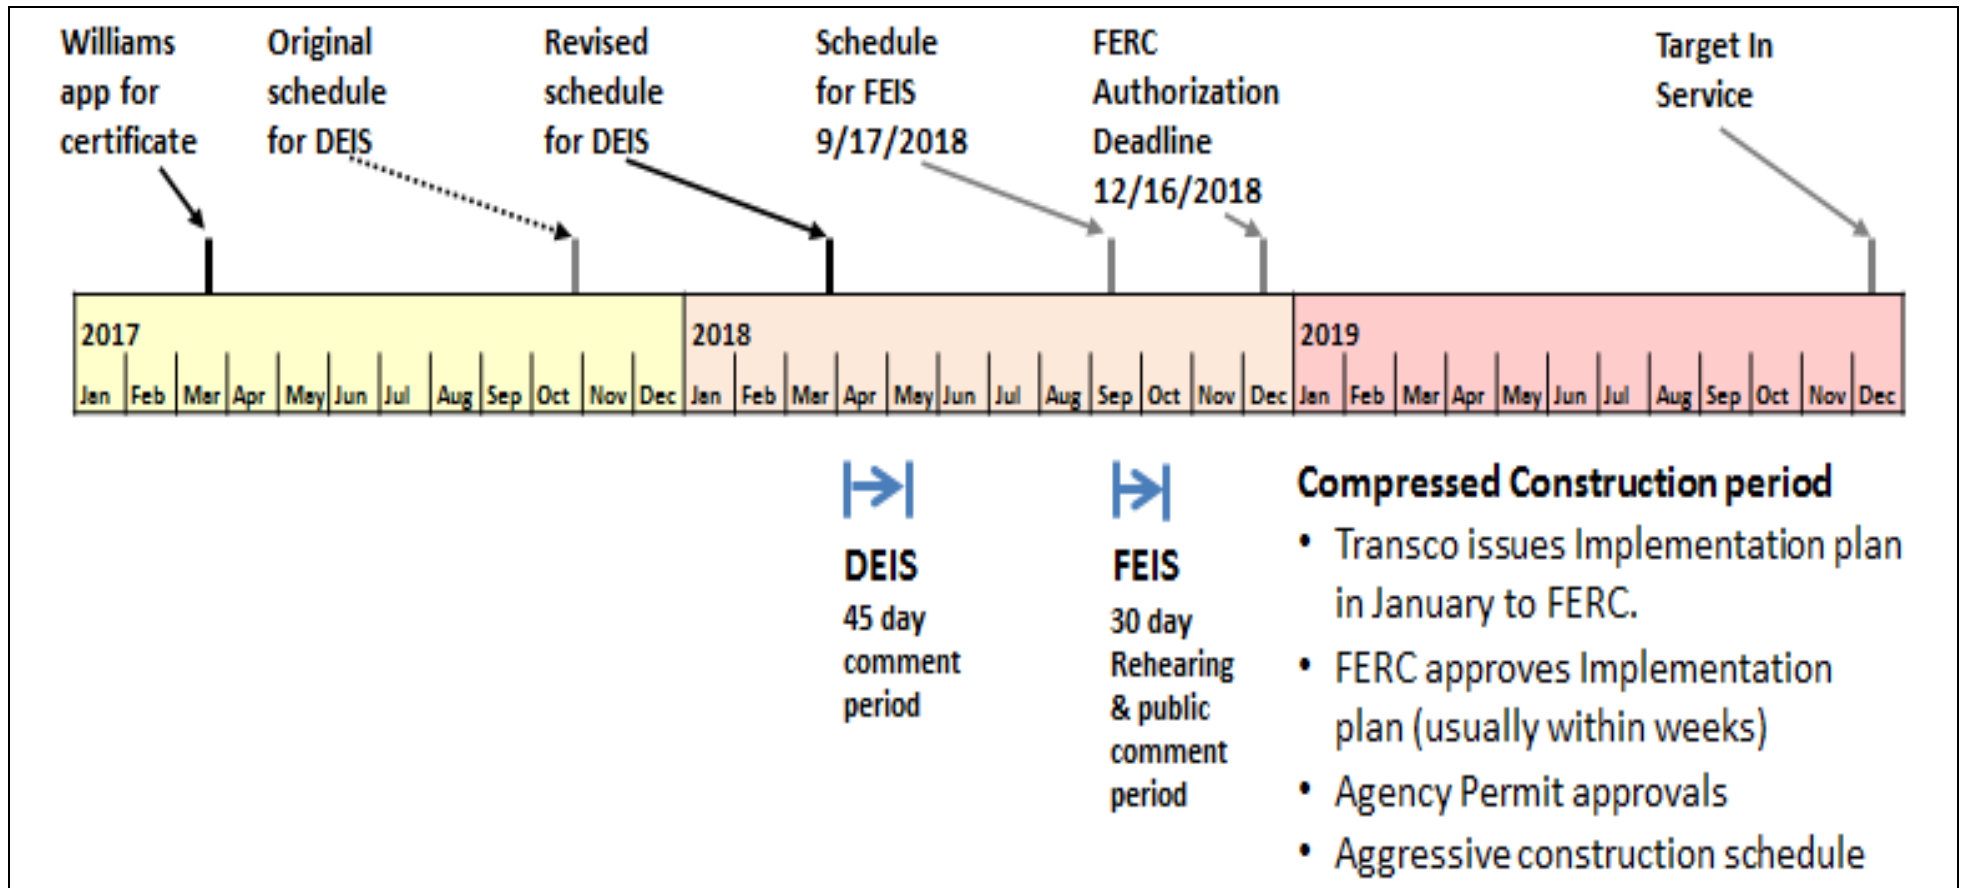 Williams
app for
certificate
Original
schedule
for DEIS
Revised
schedule
for DEIS
Schedule
for FEIS
9/17/2018
FERC
Authorization
Deadline
12/16/2018
Target In
Service
2017
Jan Feb Mar Apr May Jun Jul Aug Sep Oct Nov Dec
2018
Jan Feb Mar Apr May Jun Jul Aug Sep Oct Nov Dec
2019
Jan Feb Mar Apr May Jun Jul Aug Sep Oct Nov Dec
DEIS
45 day
comment
period
FEIS
30 day
Rehearing
& public
comment
period
Compressed Construction period
• Transco issues Implementation plan
in January to FERC.
• FERC approves Implementation
plan (usually within weeks)
• Agency Permit approvals
• Aggressive construction schedule